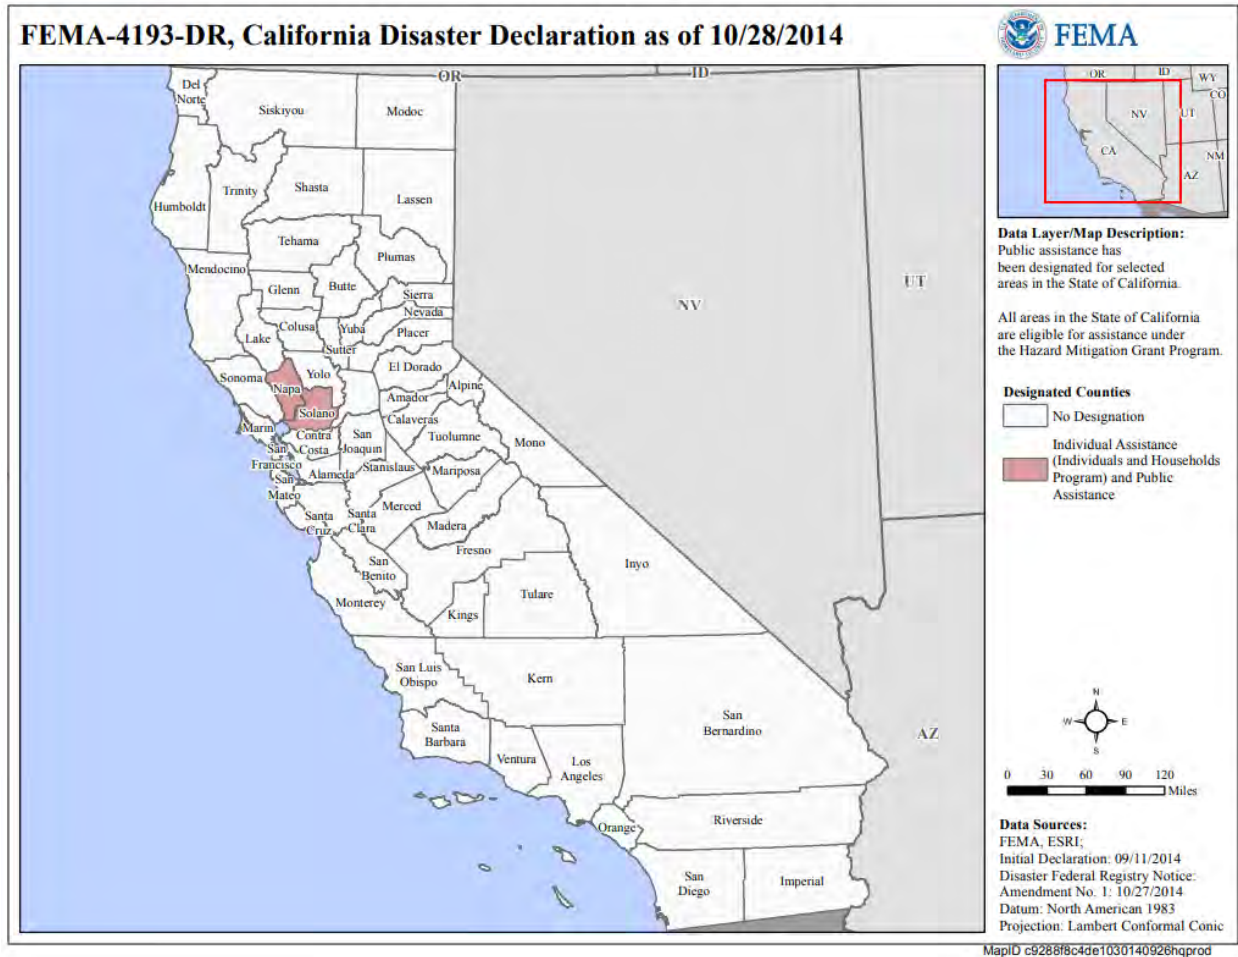 FEMA-4193-DR, California Disaster Declaration as of 10/28/2014
FEMA
OR
ID
NV
UT
AZ
Del
Norte
Siskiyou
Modoc
Humboldt
Trinity
Shasta
Lassen
Tehama
Plumas
Mendocino
Glenn
Butte
Sierra
Nevada
Colusa
Yuba
Placer
Lake
Sutter
Sonoma
Napa
Yolo
El Dorado
Alpine
Solano
Amador
Calaveras
Marin
Contra
Costa
San
Joaquin
Tuolumne
Mono
San
Francisco
Alameda
Stanislaus
Mariposa
San
Mateo
Santa
Cruz
Santa
Clara
Merced
Madera
Fresno
San
Benito
Inyo
Monterey
Kings
Tulare
San Luis
Obispo
Kern
San
Bernardino
Santa
Barbara
Ventura
Los
Angeles
Orange
Riverside
San
Diego
Imperial
OR
ID
WY
CO
NV
UT
CA
NM
AZ
Data Layer/Map Description:
Public assistance has
been designated for selected
areas in the State of California.
All areas in the State of California
are eligible for assistance under
the Hazard Mitigation Grant Program.
Designated Counties
No Designation
Individual Assistance
(Individuals and Households
Program) and Public
Assistance
N
W
E
S
0 30 60 90 120
Miles
Data Sources:
FEMA, ESRI;
Initial Declaration: 09/11/2014
Disaster Federal Registry Notice:
Amendment No. 1: 10/27/2014
Datum: North American 1983
Projection: Lambert Conformal Conic
MapID c9288f8c4de1030140926hqprod